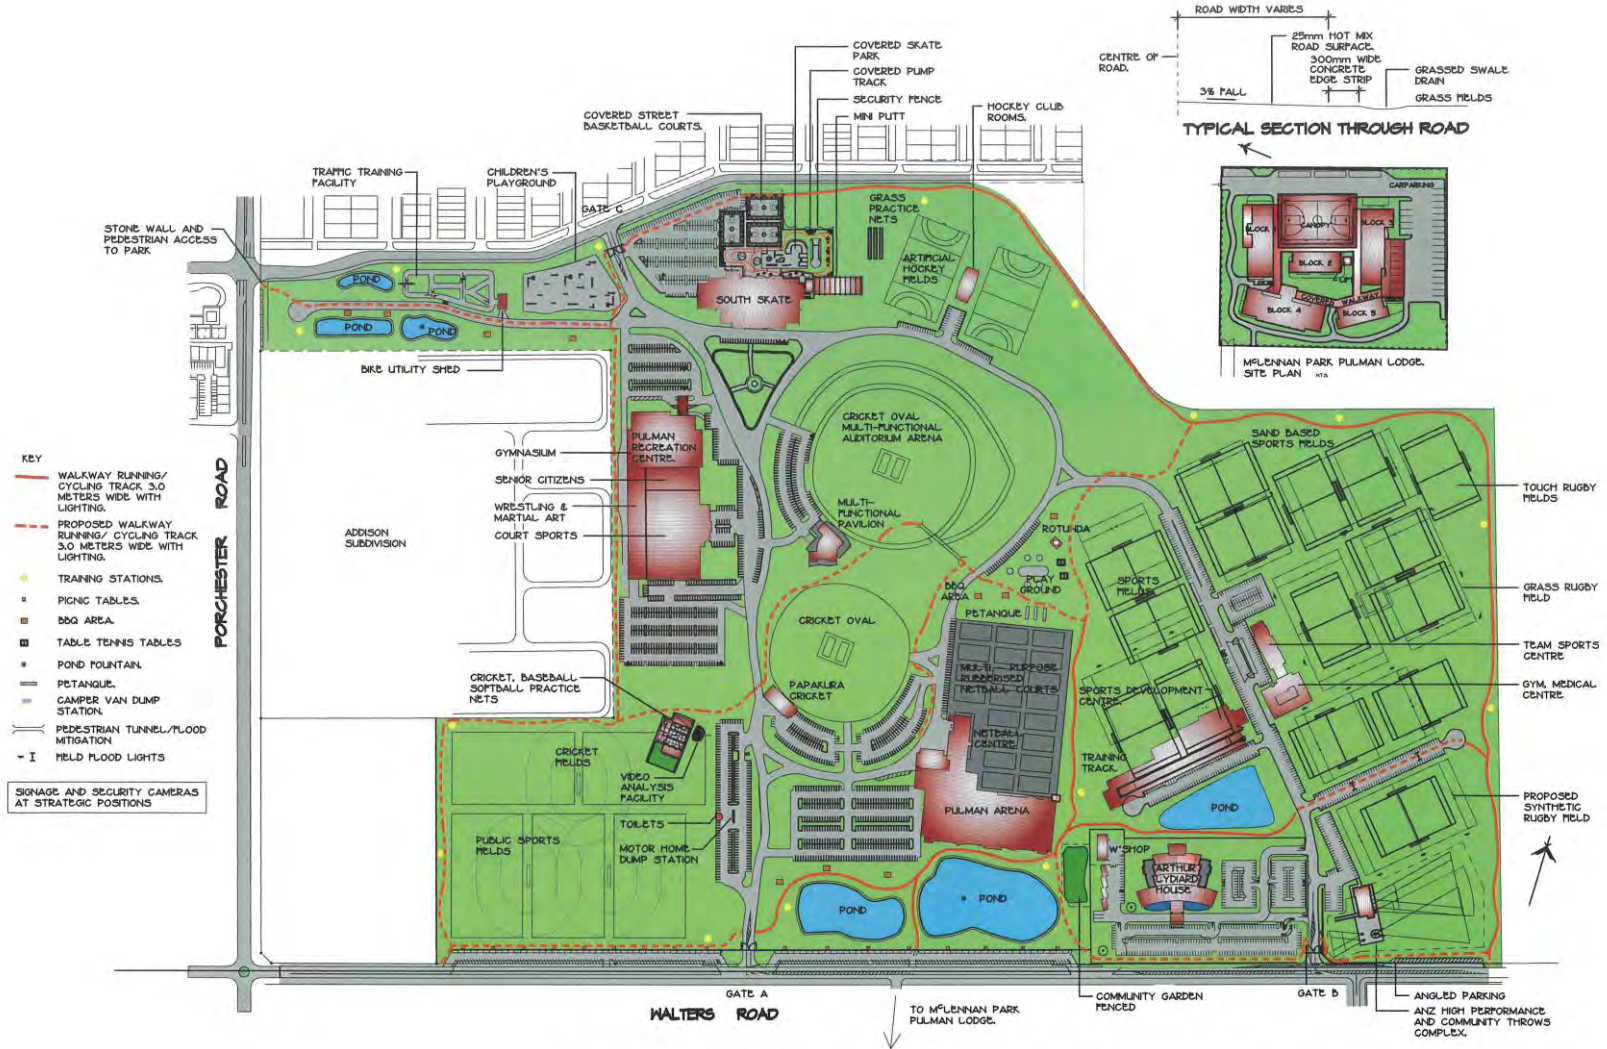 ROAD WIDTH VARIES
CENTRE OF
ROAD.
25mm HOT MIX
ROAD SURFACE.
300mm WIDE
CONCRETE
EDGE STRIP
GRASSED SWALE
DRAIN
GRASS FIELDS
3% FALL
TYPICAL SECTION THROUGH ROAD
CARPARKING
BLOCK
CANOPY
BLOCK 3
BLOCK 2
COVERED WALKWAY
BLOCK 4
BLOCK 5
McLENNAN PARK PULMAN LODGE.
SITE PLAN NTS
COVERED SKATE
PARK
COVERED PUMP
TRACK
SECURITY FENCE
MINI PUTT
HOCKEY CLUB
ROOMS.
COVERED STREET
BASKETBALL COURTS.
TRAFFIC TRAINING
FACILITY
CHILDREN'S
PLAYGROUND
GATE C
STONE WALL AND
PEDESTRIAN ACCESS
TO PARK
POND
POND
POND
BIKE UTILITY SHED
GRASS
PRACTICE
NETS
ARTIFICIAL
HOCKEY
FIELDS
SOUTH SKATE
CRICKET OVAL
MULTI-FUNCTIONAL
AUDITORIUM ARENA
SAND BASED
SPORTS FIELDS
TOUCH RUGBY
FIELDS
PULMAN
RECREATION
CENTRE.
GYMNASIUM
SENIOR CITIZENS
WRESTLING &
MARTIAL ART
COURT SPORTS
MULTI-
FUNCTIONAL
PAVILION
ROTUNDA
PLAY
GROUND
BBQ
AREA
PETANQUE
SPORTS
FIELDS
GRASS RUGBY
FIELD
TEAM SPORTS
CENTRE
GYM, MEDICAL
CENTRE
ADDISON
SUBDIVISION
PORCHESTER ROAD
KEY
WALKWAY RUNNING/
CYCLING TRACK 3.0
METERS WIDE WITH
LIGHTING.
PROPOSED WALKWAY
RUNNING/ CYCLING TRACK
3.0 METERS WIDE WITH
LIGHTING.
TRAINING STATIONS.
PICNIC TABLES.
BBQ AREA.
TABLE TENNIS TABLES
POND FOUNTAIN.
PETANQUE.
CAMPER VAN DUMP
STATION.
PEDESTRIAN TUNNEL/FLOOD
MITIGATION
FIELD FLOOD LIGHTS
SIGNAGE AND SECURITY CAMERAS
AT STRATEGIC POSITIONS
CRICKET OVAL
MULTI - PURPOSE
RUBBERISED
NETBALL COURTS
CRICKET, BASEBALL
SOFTBALL PRACTICE
NETS
PAPAKURA
CRICKET
SPORTS DEVELOPMENT
CENTRE.
NETBALL
CENTRE
TRAINING
TRACK.
CRICKET
FIELDS
VIDEO
ANALYSIS
FACILITY
PULMAN ARENA
POND
PROPOSED
SYNTHETIC
RUGBY FIELD
PUBLIC SPORTS
FIELDS
TOILETS
MOTOR HOME
DUMP STATION
W'SHOP
ARTHUR
LYDIARD
HOUSE
POND
POND
GATE A
WALTERS ROAD
TO McLENNAN PARK
PULMAN LODGE.
COMMUNITY GARDEN
FENCED
GATE B
ANGLED PARKING
ANZ HIGH PERFORMANCE
AND COMMUNITY THROWS
COMPLEX.